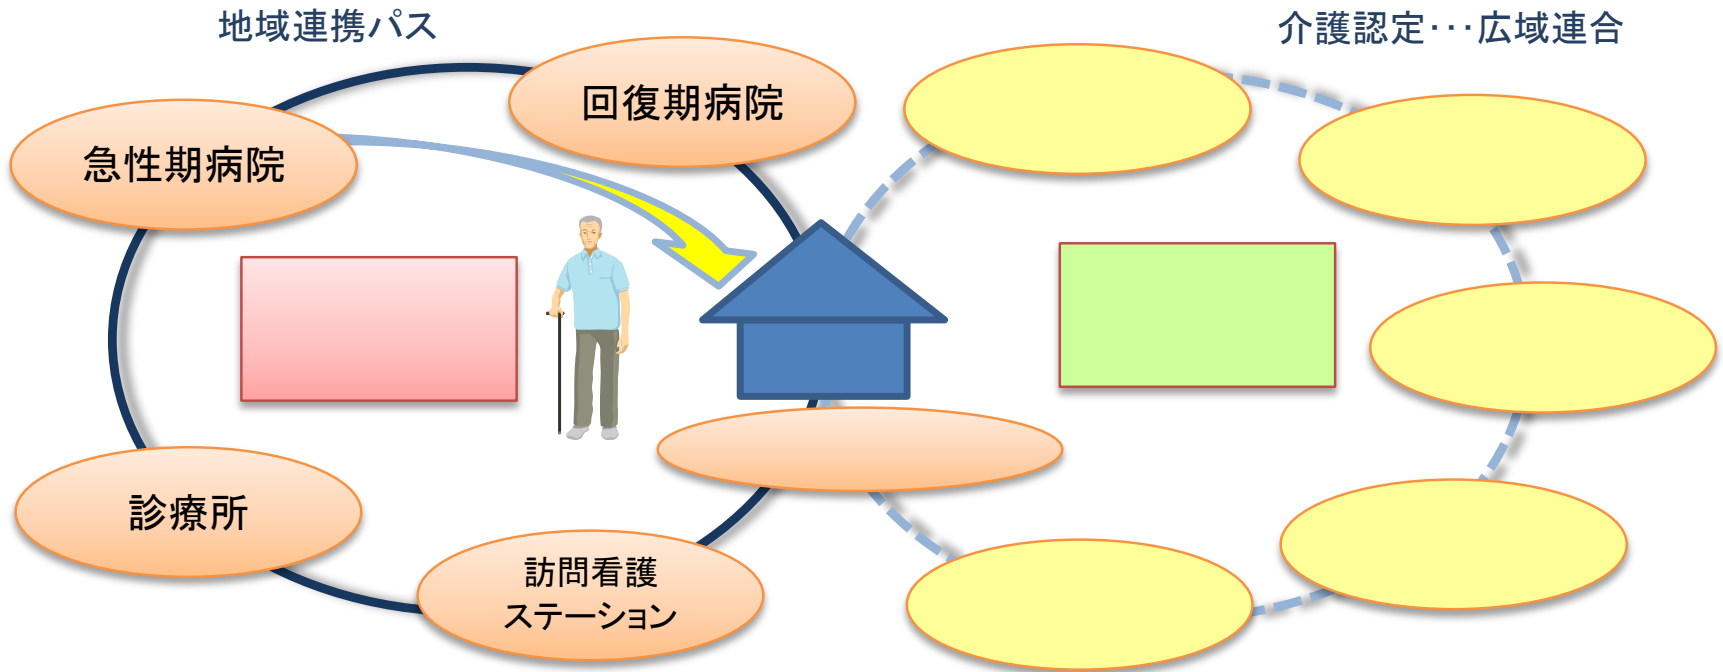 地域連携パス
介護認定･･･広域連合
回復期病院
急性期病院
診療所
訪問看護
ステーション